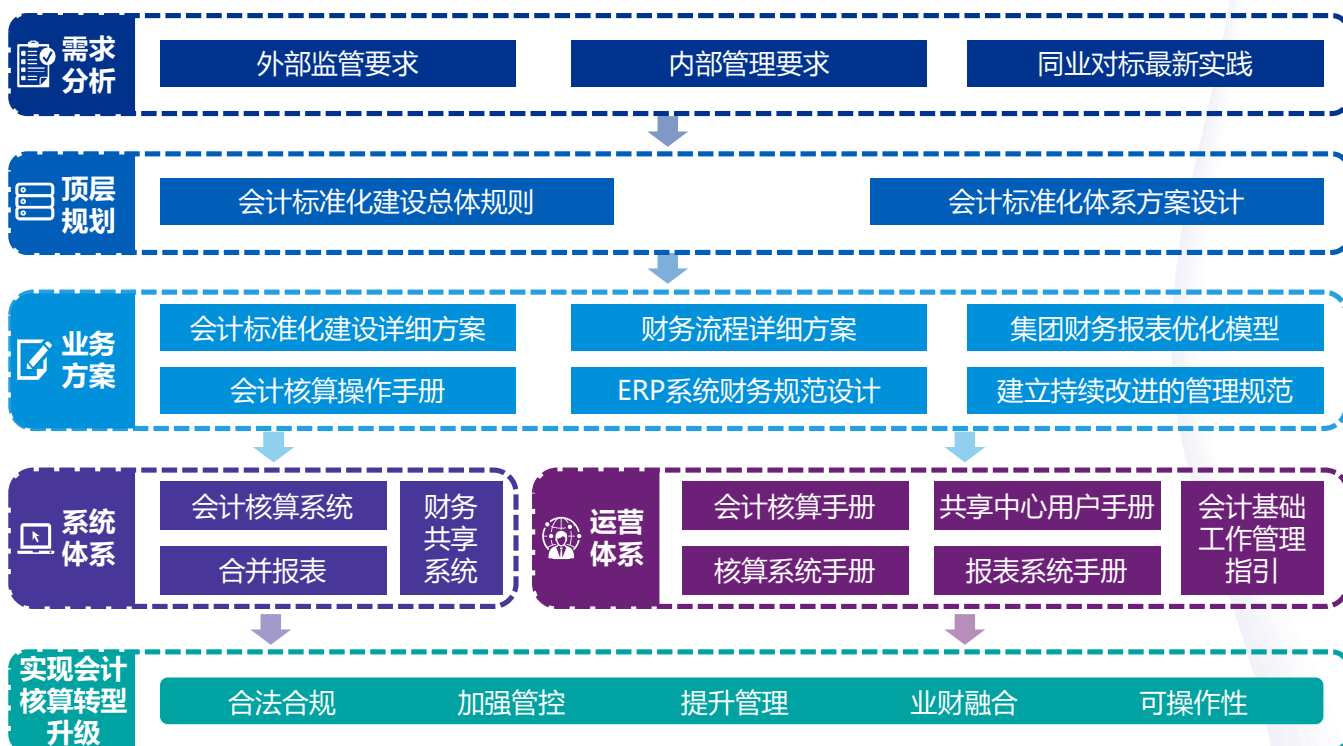 需求
分析
外部监管要求
内部管理要求
同业对标最新实践
顶层
规划
会计标准化建设总体规则
会计标准化体系方案设计
业务
方案
会计标准化建设详细方案
财务流程详细方案
集团财务报表优化模型
会计核算操作手册
ERP系统财务规范设计
建立持续改进的管理规范
系统
体系
会计核算系统
合并报表
财务
共享
系统
运营
体系
会计核算手册
共享中心用户手册
核算系统手册
报表系统手册
会计基础
工作管理
指引
实现会计
核算转型
升级
合法合规
加强管控
提升管理
业财融合
可操作性